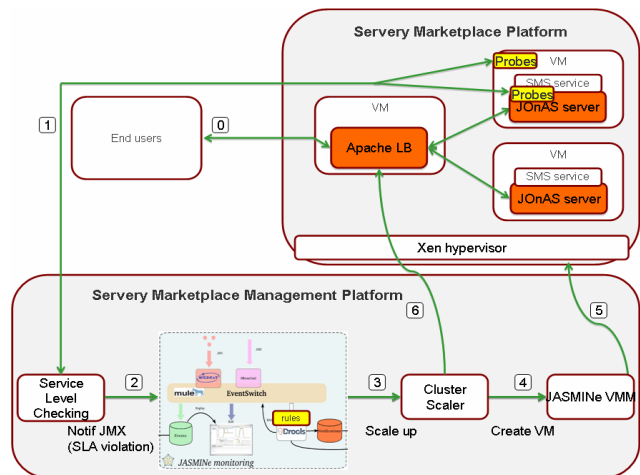 Servery Marketplace Platform
Probes
VM
SMS service
Probes
JOnAS server
1
0
VM
End users
Apache LB
VM
SMS service
JOnAS server
Xen hypervisor
Servery Marketplace Management Platform
6
5
mule
EventSwitch
Service
Level
Checking
2
3
Cluster
Scaler
4
JASMINe VMM
rules
Drools
Events
Notif JMX
(SLA violation)
Scale up
Create VM
JASMINe monitoring